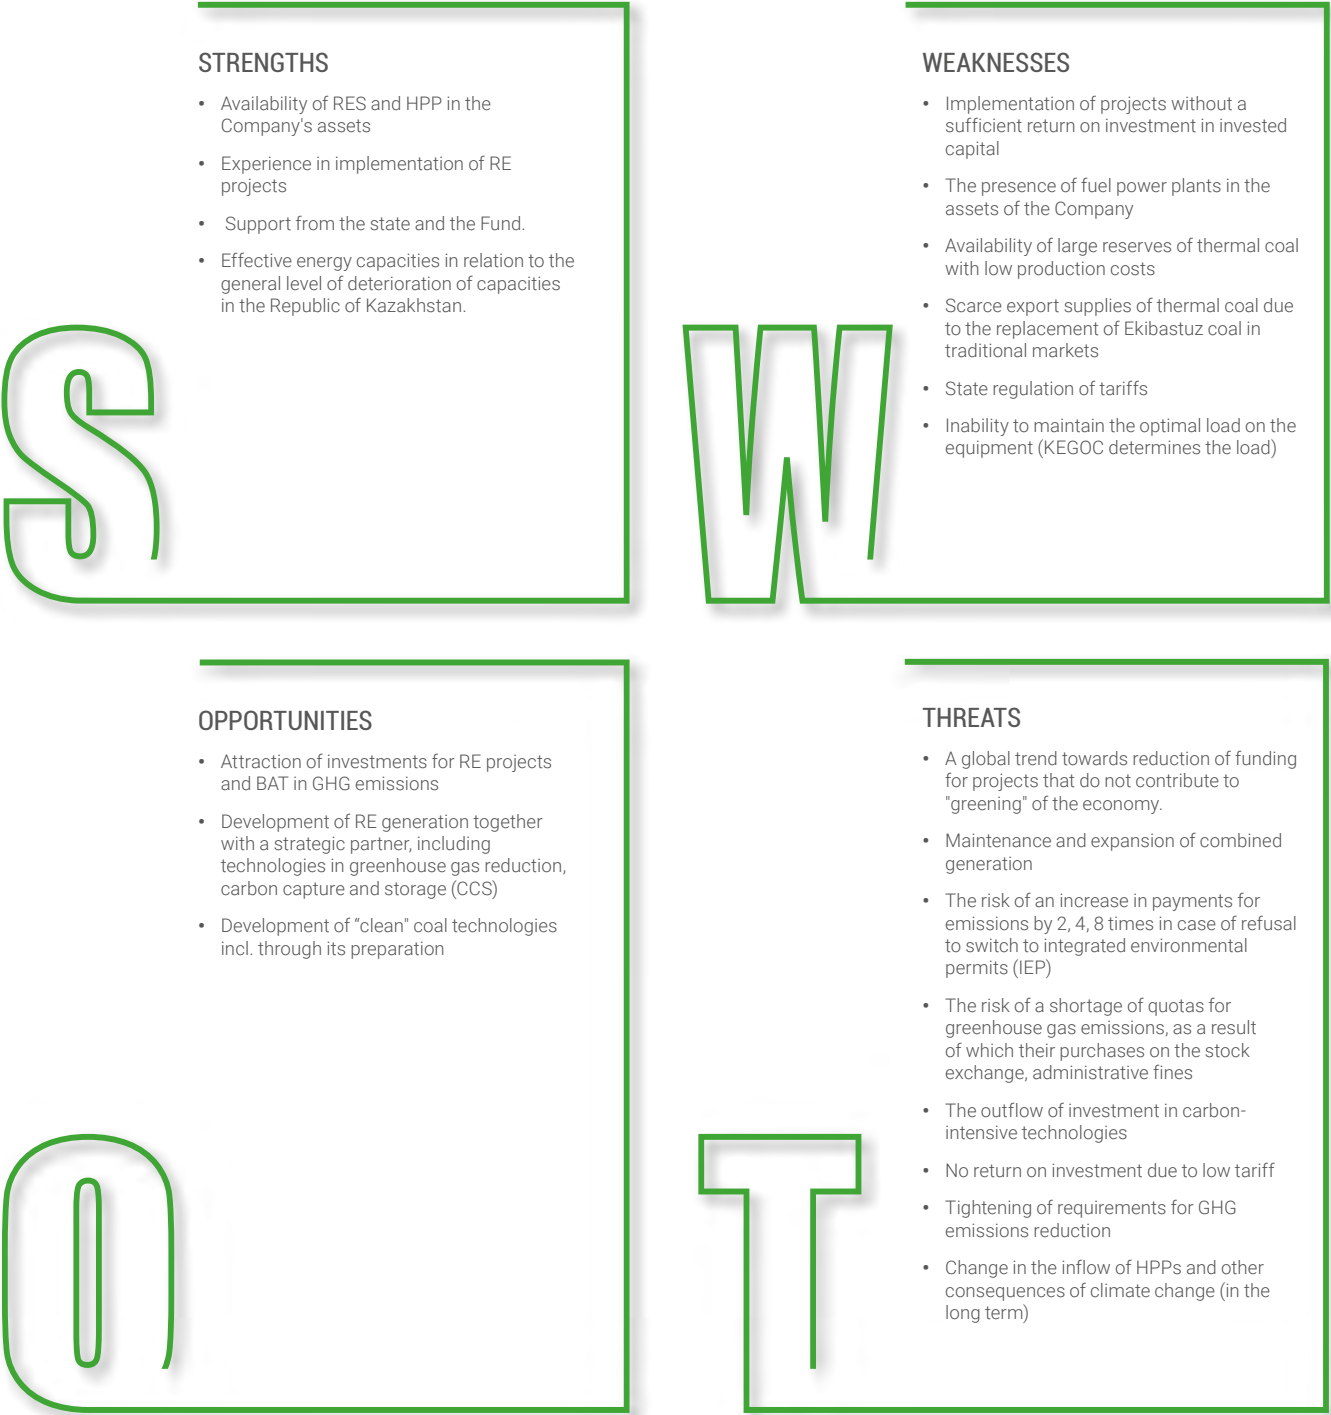 STRENGTHS
• Availability of RES and HPP in the
Company's assets
• Experience in implementation of RE
projects
• Support from the state and the Fund.
• Effective energy capacities in relation to the
general level of deterioration of capacities
in the Republic of Kazakhstan.
S
WEAKNESSES
• Implementation of projects without a
sufficient return on investment in invested
capital
• The presence of fuel power plants in the
assets of the Company
• Availability of large reserves of thermal coal
with low production costs
• Scarce export supplies of thermal coal due
to the replacement of Ekibastuz coal in
traditional markets
• State regulation of tariffs
• Inability to maintain the optimal load on the
equipment (KEGOC determines the load)
W
OPPORTUNITIES
• Attraction of investments for RE projects
and BAT in GHG emissions
• Development of RE generation together
with a strategic partner, including
technologies in greenhouse gas reduction,
carbon capture and storage (CCS)
• Development of “clean" coal technologies
incl. through its preparation
O
THREATS
• A global trend towards reduction of funding
for projects that do not contribute to
"greening" of the economy.
• Maintenance and expansion of combined
generation
• The risk of an increase in payments for
emissions by 2, 4, 8 times in case of refusal
to switch to integrated environmental
permits (IEP)
• The risk of a shortage of quotas for
greenhouse gas emissions, as a result
of which their purchases on the stock
exchange, administrative fines
• The outflow of investment in carbon-
intensive technologies
• No return on investment due to low tariff
• Tightening of requirements for GHG
emissions reduction
• Change in the inflow of HPPs and other
consequences of climate change (in the
long term)
T